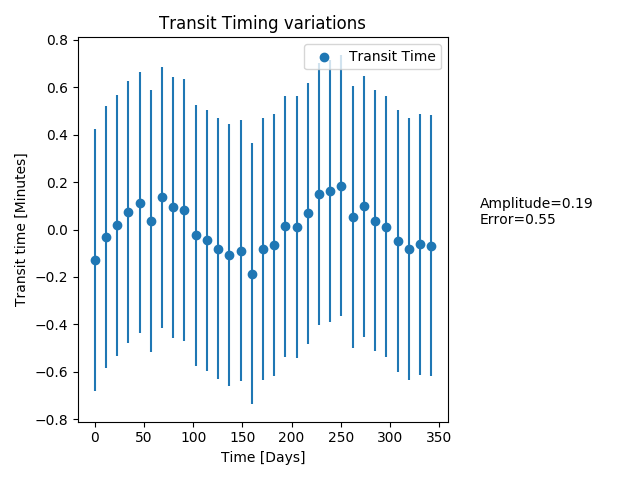 Transit Timing variations
Transit Time
Transit time [Minutes]
0.8
0.6
0.4
0.2
0.0
−0.2
−0.4
−0.6
−0.8
0 50 100 150 200 250 300 350
Time [Days]
Amplitude=0.19
Error=0.55